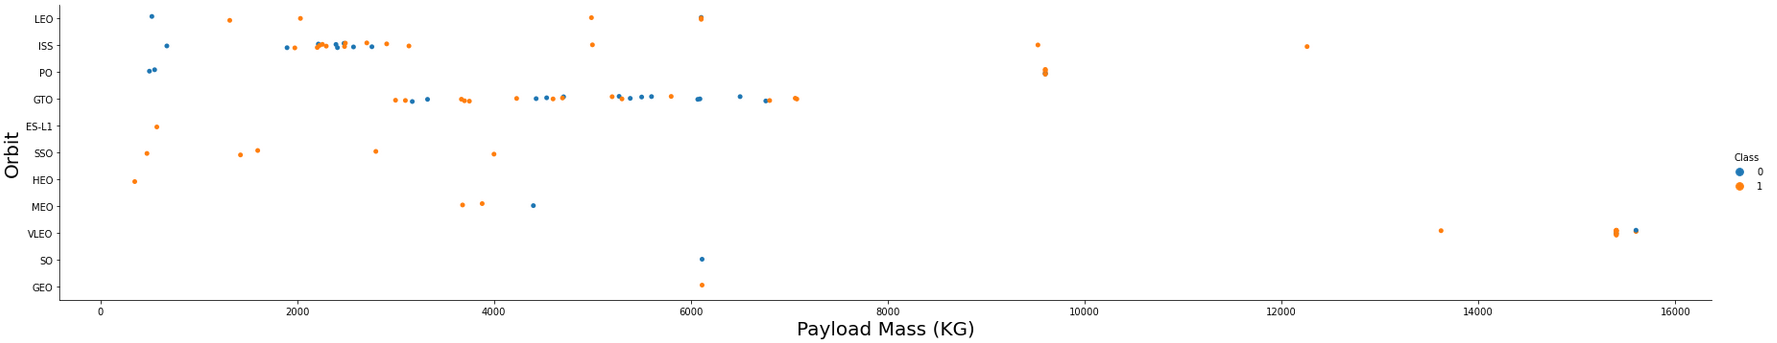 LEO
ISS
PO
GTO
ES-L1
SSO
HEO
MEO
VLEO
SO
GEO
Orbit
0 2000 4000 6000 8000 10000 12000 14000 16000
Payload Mass (KG)
Class
0
1